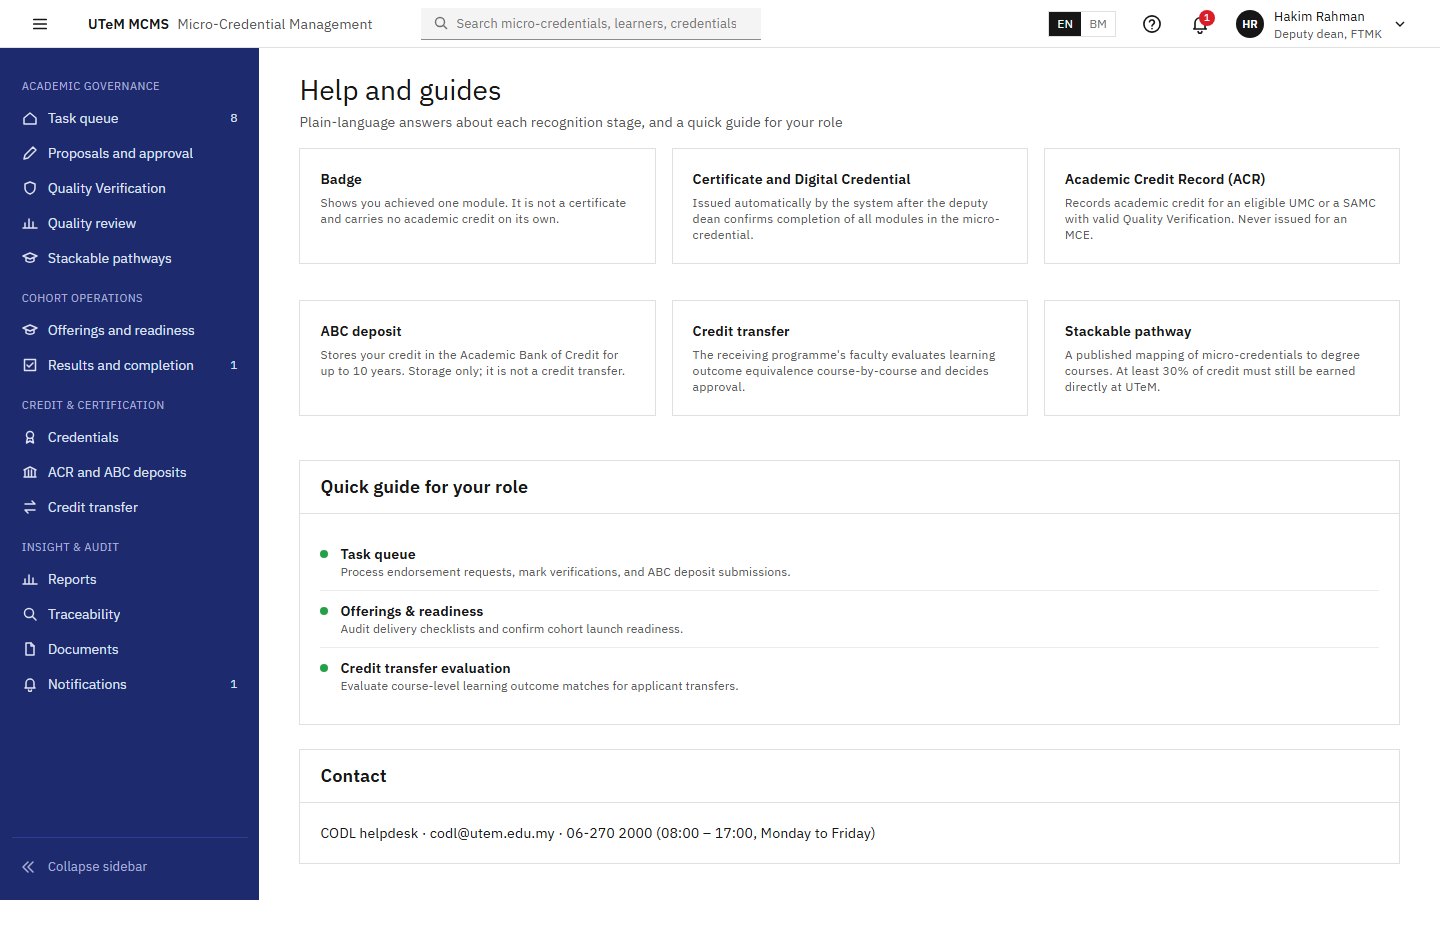 UTeM MCMS Micro-Credential Management
Search micro-credentials, learners, credentials
EN BM
1
HR
Hakim Rahman
Deputy dean, FTMK
ACADEMIC GOVERNANCE
Task queue 8
Proposals and approval
Quality Verification
Quality review
Stackable pathways
COHORT OPERATIONS
Offerings and readiness
Results and completion 1
CREDIT & CERTIFICATION
Credentials
ACR and ABC deposits
Credit transfer
INSIGHT & AUDIT
Reports
Traceability
Documents
Notifications 1
Collapse sidebar
Help and guides
Plain-language answers about each recognition stage, and a quick guide for your role
Badge
Shows you achieved one module. It is not a certificate
and carries no academic credit on its own.
Certificate and Digital Credential
Issued automatically by the system after the deputy
dean confirms completion of all modules in the micro-
credential.
Academic Credit Record (ACR)
Records academic credit for an eligible UMC or a SAMC
with valid Quality Verification. Never issued for an
MCE.
ABC deposit
Stores your credit in the Academic Bank of Credit for
up to 10 years. Storage only; it is not a credit transfer.
Credit transfer
The receiving programme's faculty evaluates learning
outcome equivalence course-by-course and decides
approval.
Stackable pathway
A published mapping of micro-credentials to degree
courses. At least 30% of credit must still be earned
directly at UTeM.
Quick guide for your role
Task queue
Process endorsement requests, mark verifications, and ABC deposit submissions.
Offerings & readiness
Audit delivery checklists and confirm cohort launch readiness.
Credit transfer evaluation
Evaluate course-level learning outcome matches for applicant transfers.
Contact
CODL helpdesk · codl@utem.edu.my · 06-270 2000 (08:00 – 17:00, Monday to Friday)